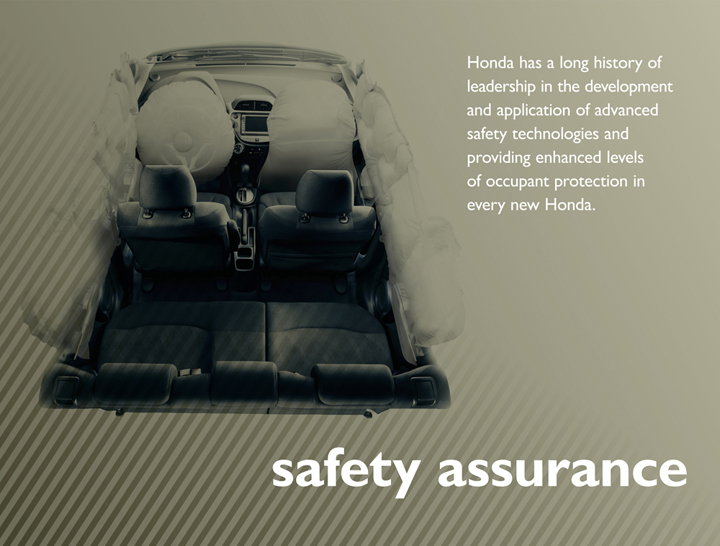 Honda has a long history of
leadership in the development
and application of advanced
safety technologies and
providing enhanced levels
of occupant protection in
every new Honda.
safety assurance